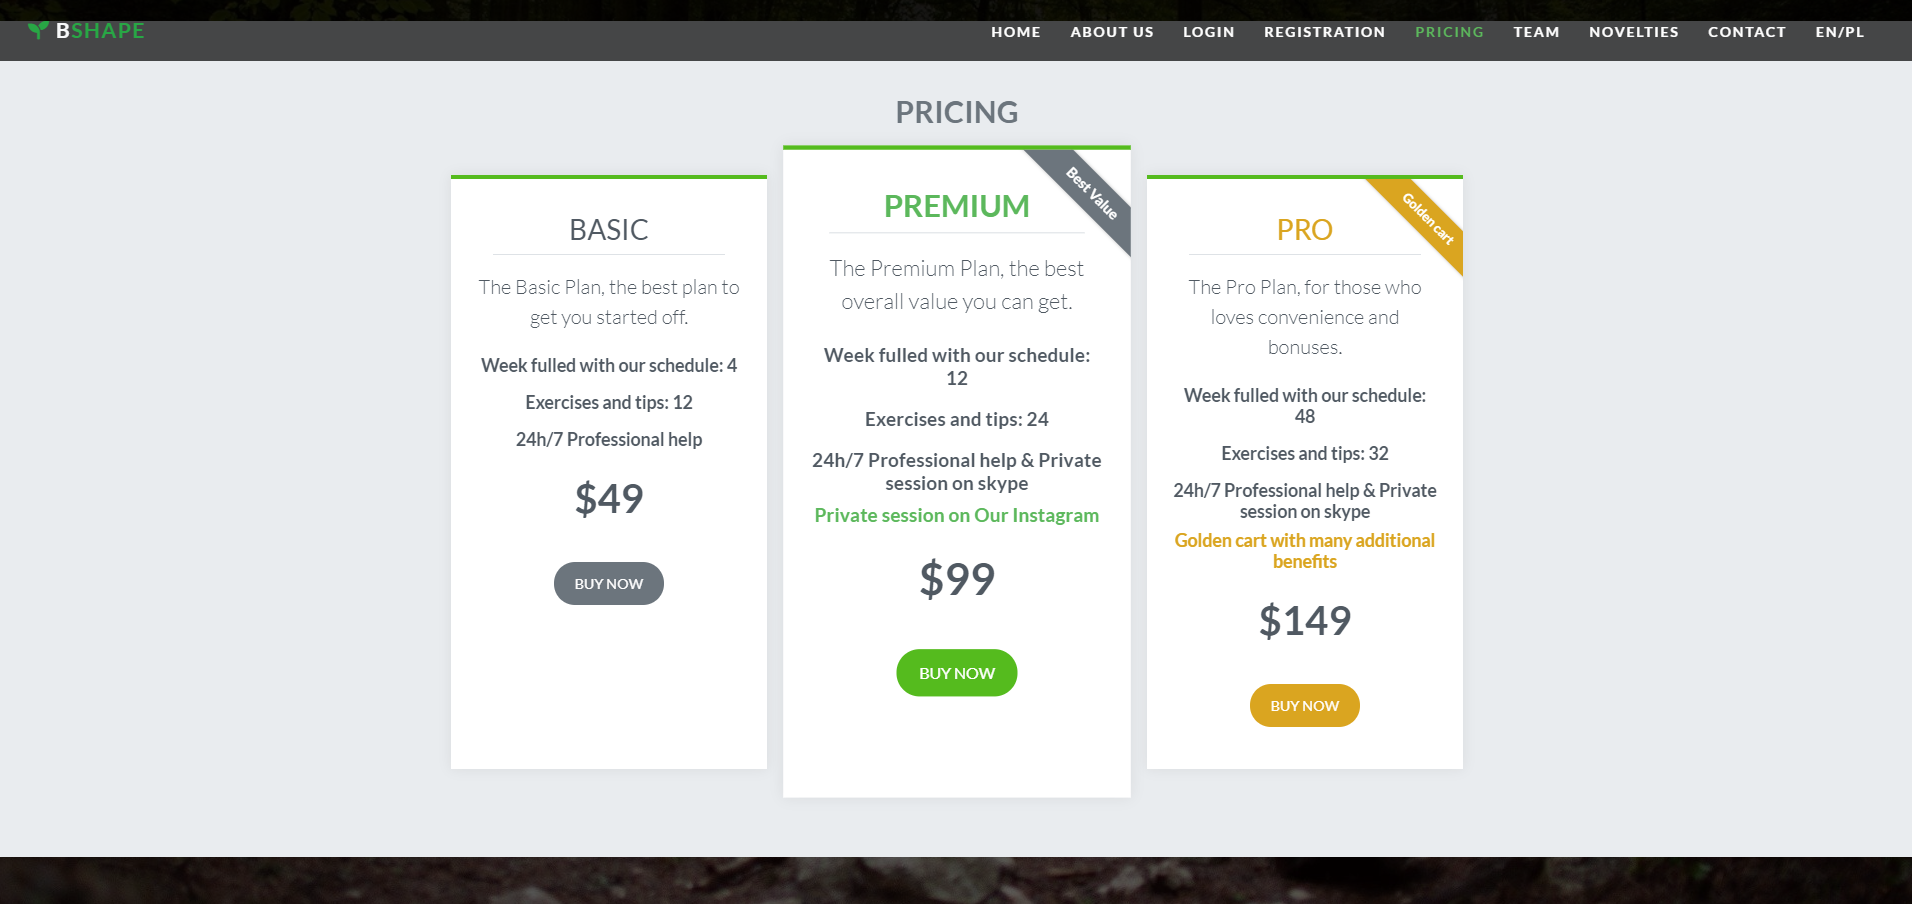 BSHAPE
HOME ABOUT US LOGIN REGISTRATION PRICING TEAM NOVELTIES CONTACT EN/PL
PRICING
BASIC
The Basic Plan, the best plan to
get you started off.
Week fulled with our schedule: 4
Exercises and tips: 12
24h/7 Professional help
$49
BUY NOW
Best Value
PREMIUM
The Premium Plan, the best
overall value you can get.
Week fulled with our schedule:
12
Exercises and tips: 24
24h/7 Professional help & Private
session on skype
Private session on Our Instagram
$99
BUY NOW
Golden cart
PRO
The Pro Plan, for those who
loves convenience and
bonuses.
Week fulled with our schedule:
48
Exercises and tips: 32
24h/7 Professional help & Private
session on skype
Golden cart with many additional
benefits
$149
BUY NOW